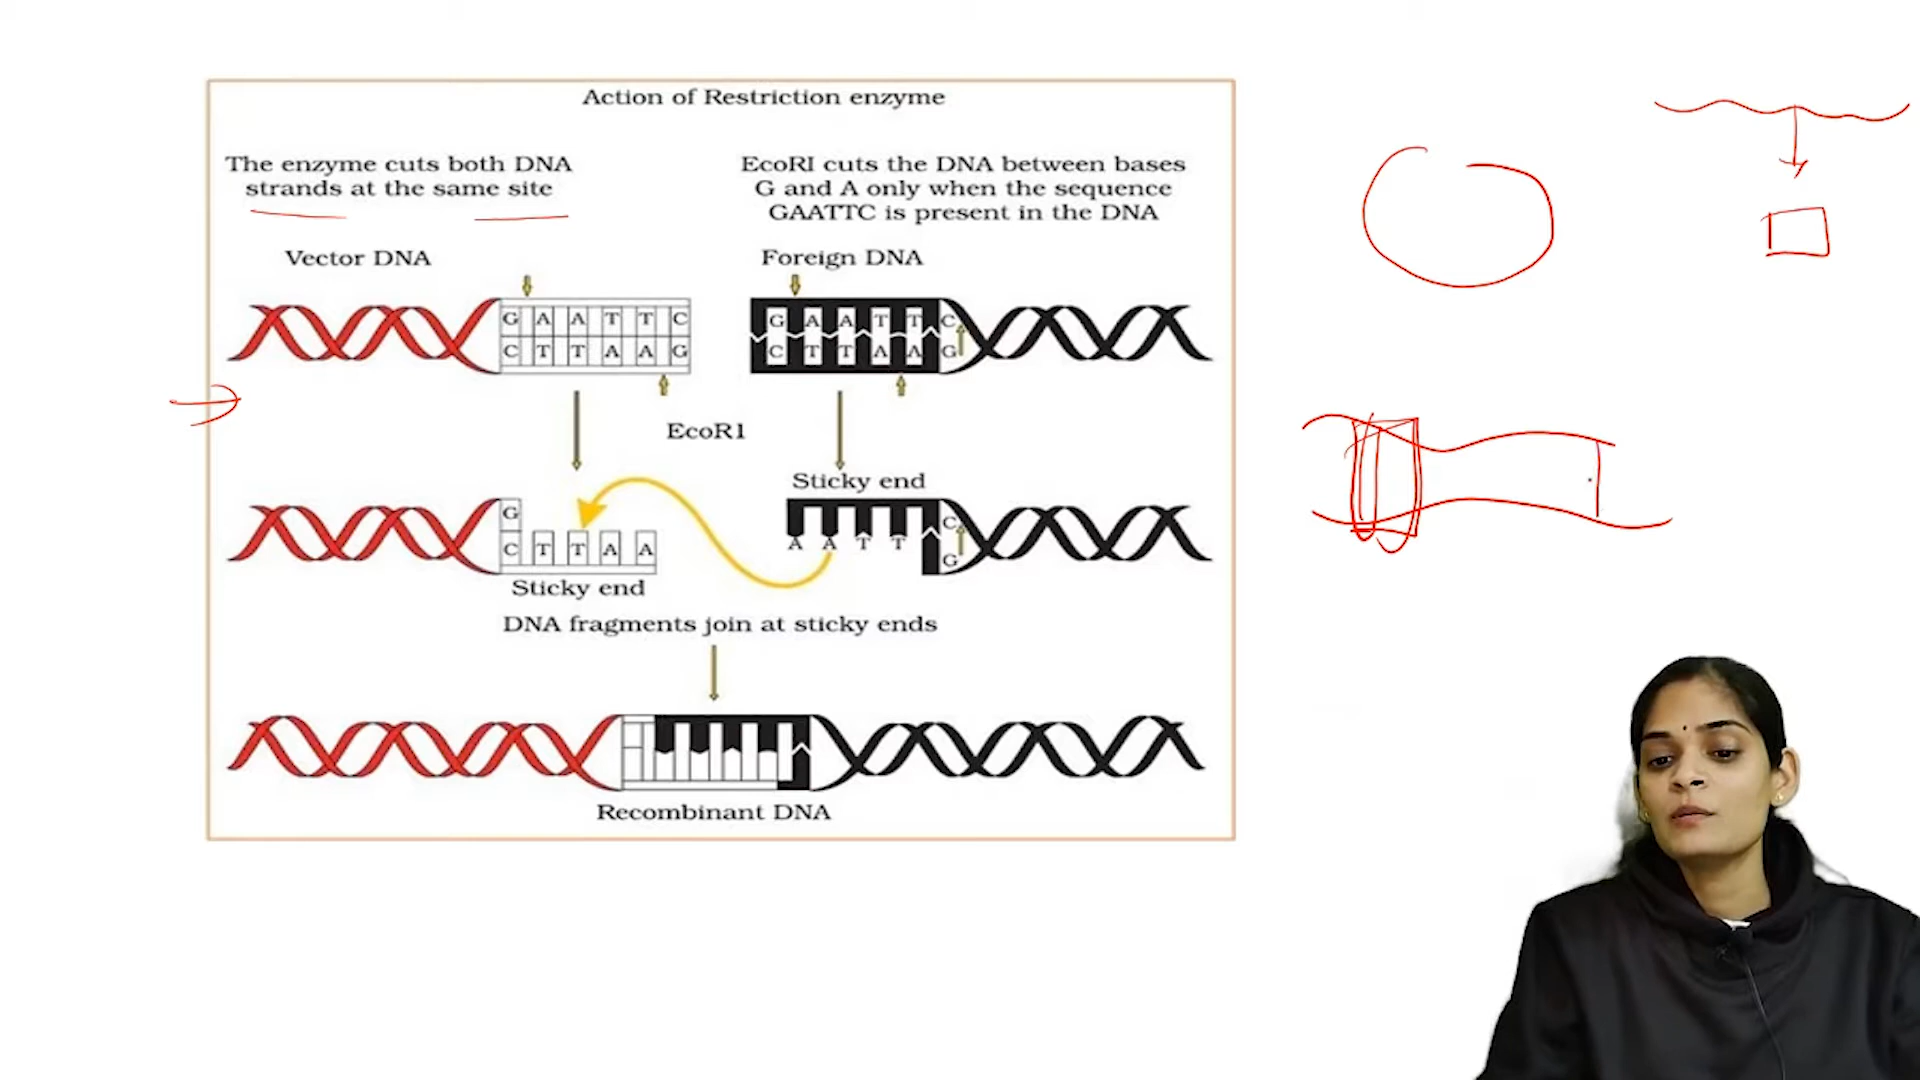 Action of Restriction enzyme
The enzyme cuts both DNA
strands at the same site
EcoRI cuts the DNA between bases
G and A only when the sequence
GAATTC is present in the DNA
Vector DNA
Foreign DNA
G A A T T C
C T T A A G
G A A T T C
C T T A A G
EcoR1
Sticky end
G
C T T A A
A A T T
C
G
Sticky end
DNA fragments join at sticky ends
Recombinant DNA